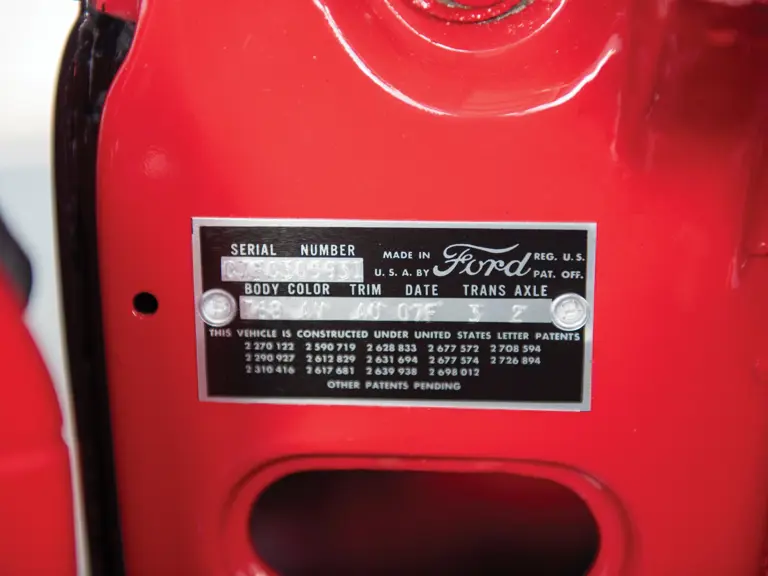 SERIAL NUMBER
MADE IN Ford REG. U.S.
U.S.A. BY PAT. OFF.
BODY COLOR TRIM DATE TRANS AXLE
07F 3 2
THIS VEHICLE IS CONSTRUCTED UNDER UNITED STATES LETTER PATENTS
2 270 122 2 590 719 2 628 833 2 677 572 2 708 594
2 290 927 2 612 829 2 631 694 2 677 574 2 726 894
2 310 416 2 617 681 2 639 938 2 698 012
OTHER PATENTS PENDING